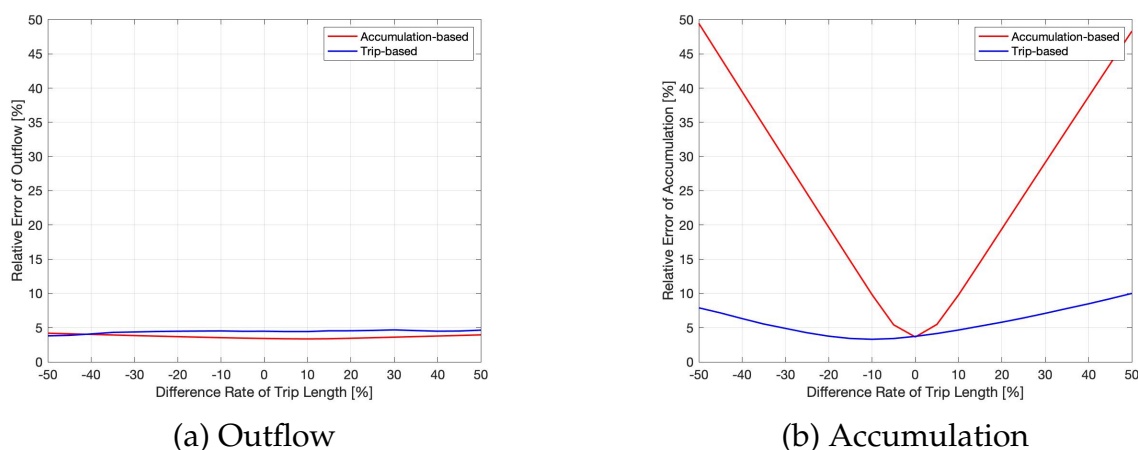 50
45
40
35
30
25
20
15
10
5
0
Relative Error of Outflow [%]
Accumulation-based
Trip-based
-50 -40 -30 -20 -10 0 10 20 30 40 50
Difference Rate of Trip Length [%]
(a) Outflow
50
45
40
35
30
25
20
15
10
5
0
Relative Error of Accumulation [%]
Accumulation-based
Trip-based
-50 -40 -30 -20 -10 0 10 20 30 40 50
Difference Rate of Trip Length [%]
(b) Accumulation